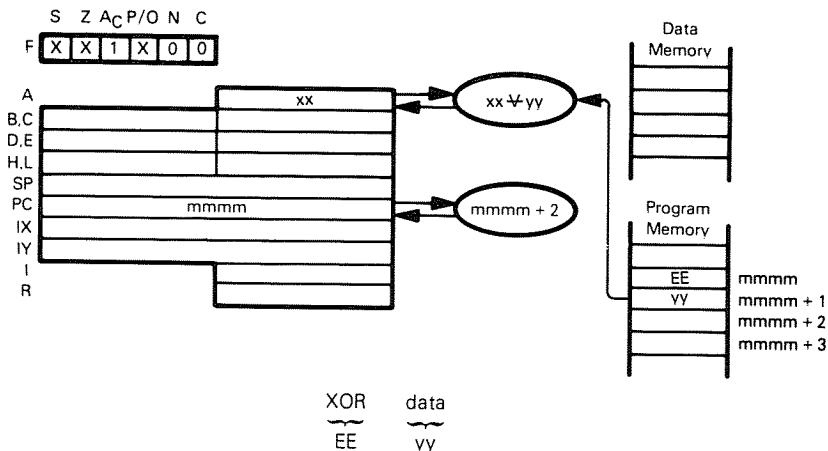 S Z AC P/O N C
F X X 1 X 0 0
A xx
B,C
D,E
H,L
SP
PC mmmm
IX
IY
I
R
xx ⊻ yy
mmmm + 2
Data
Memory
Program
Memory
EE mmmm
yy mmmm + 1
mmmm + 2
mmmm + 3
XOR data
EE yy